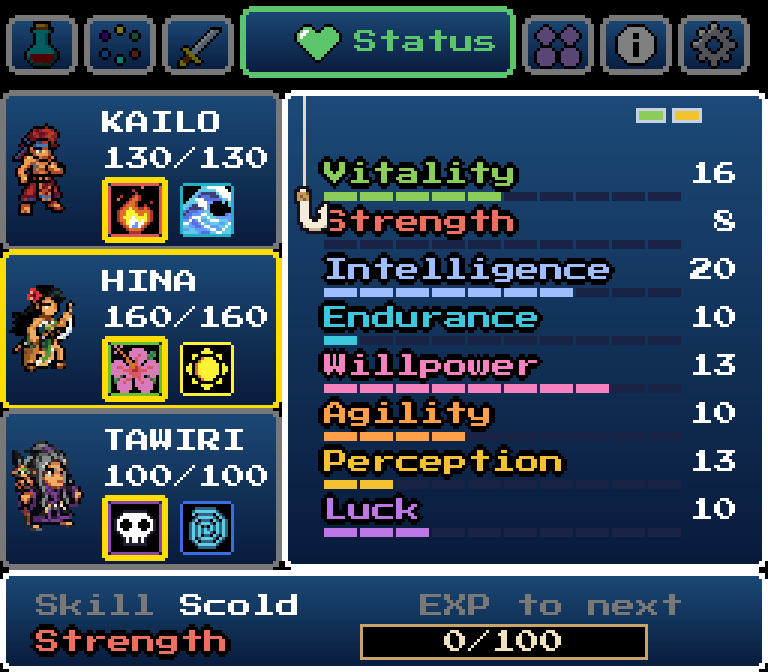 Status
KAILO
130/130
HINA
160/160
TAWIRI
100/100
Vitality 16
Strength 8
Intelligence 20
Endurance 10
Willpower 13
Agility 10
Perception 13
Luck 10
Skill Scold EXP to next
Strength 0/100